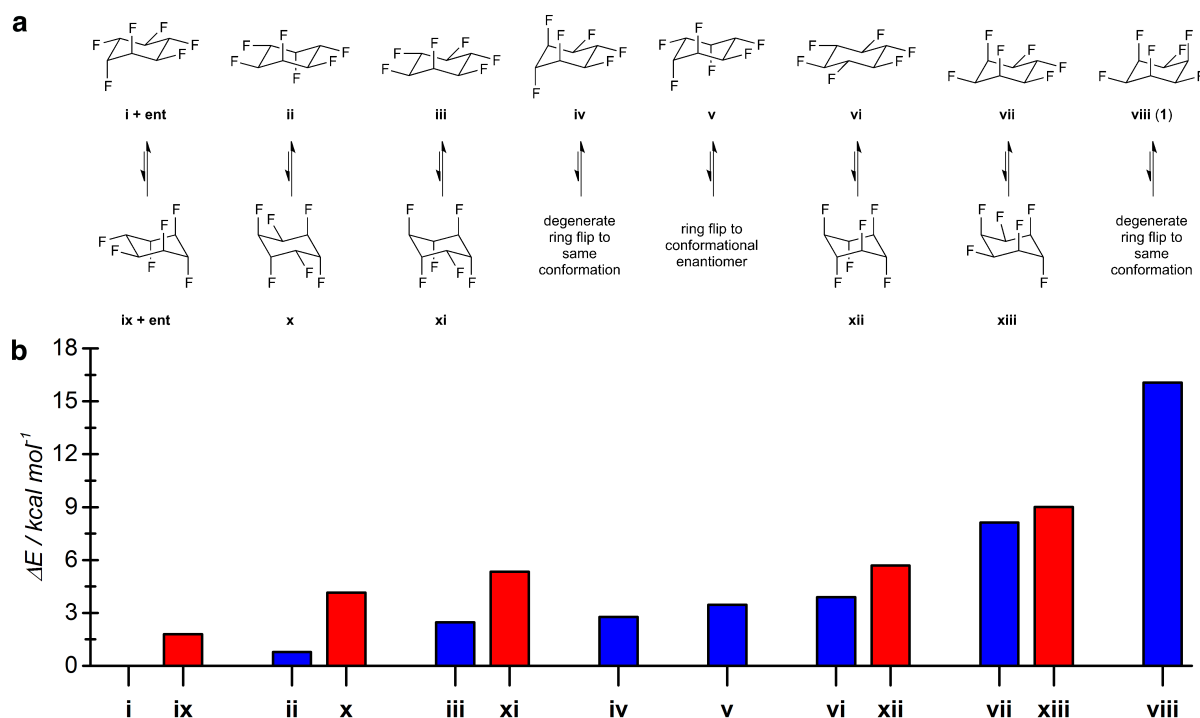 a
F F F F F F
F F F F F F
F F F F F F
F F F F F F
F F F F F F
F F F F F F
F F F F F F
F F F F F F
i + ent ii iii iv v vi vii viii (1)
F F F F F F
F F F F F F
F F F F F F
degenerate
ring flip to
same
conformation
ring flip to
conformational
enantiomer
F F F F F F
F F F F F F
degenerate
ring flip to
same
conformation
ix + ent x xi xii xiii
b
18
15
12
9
6
3
0
ΔE / kcal mol-1
i ix ii x iii xi iv v vi xii vii xiii viii